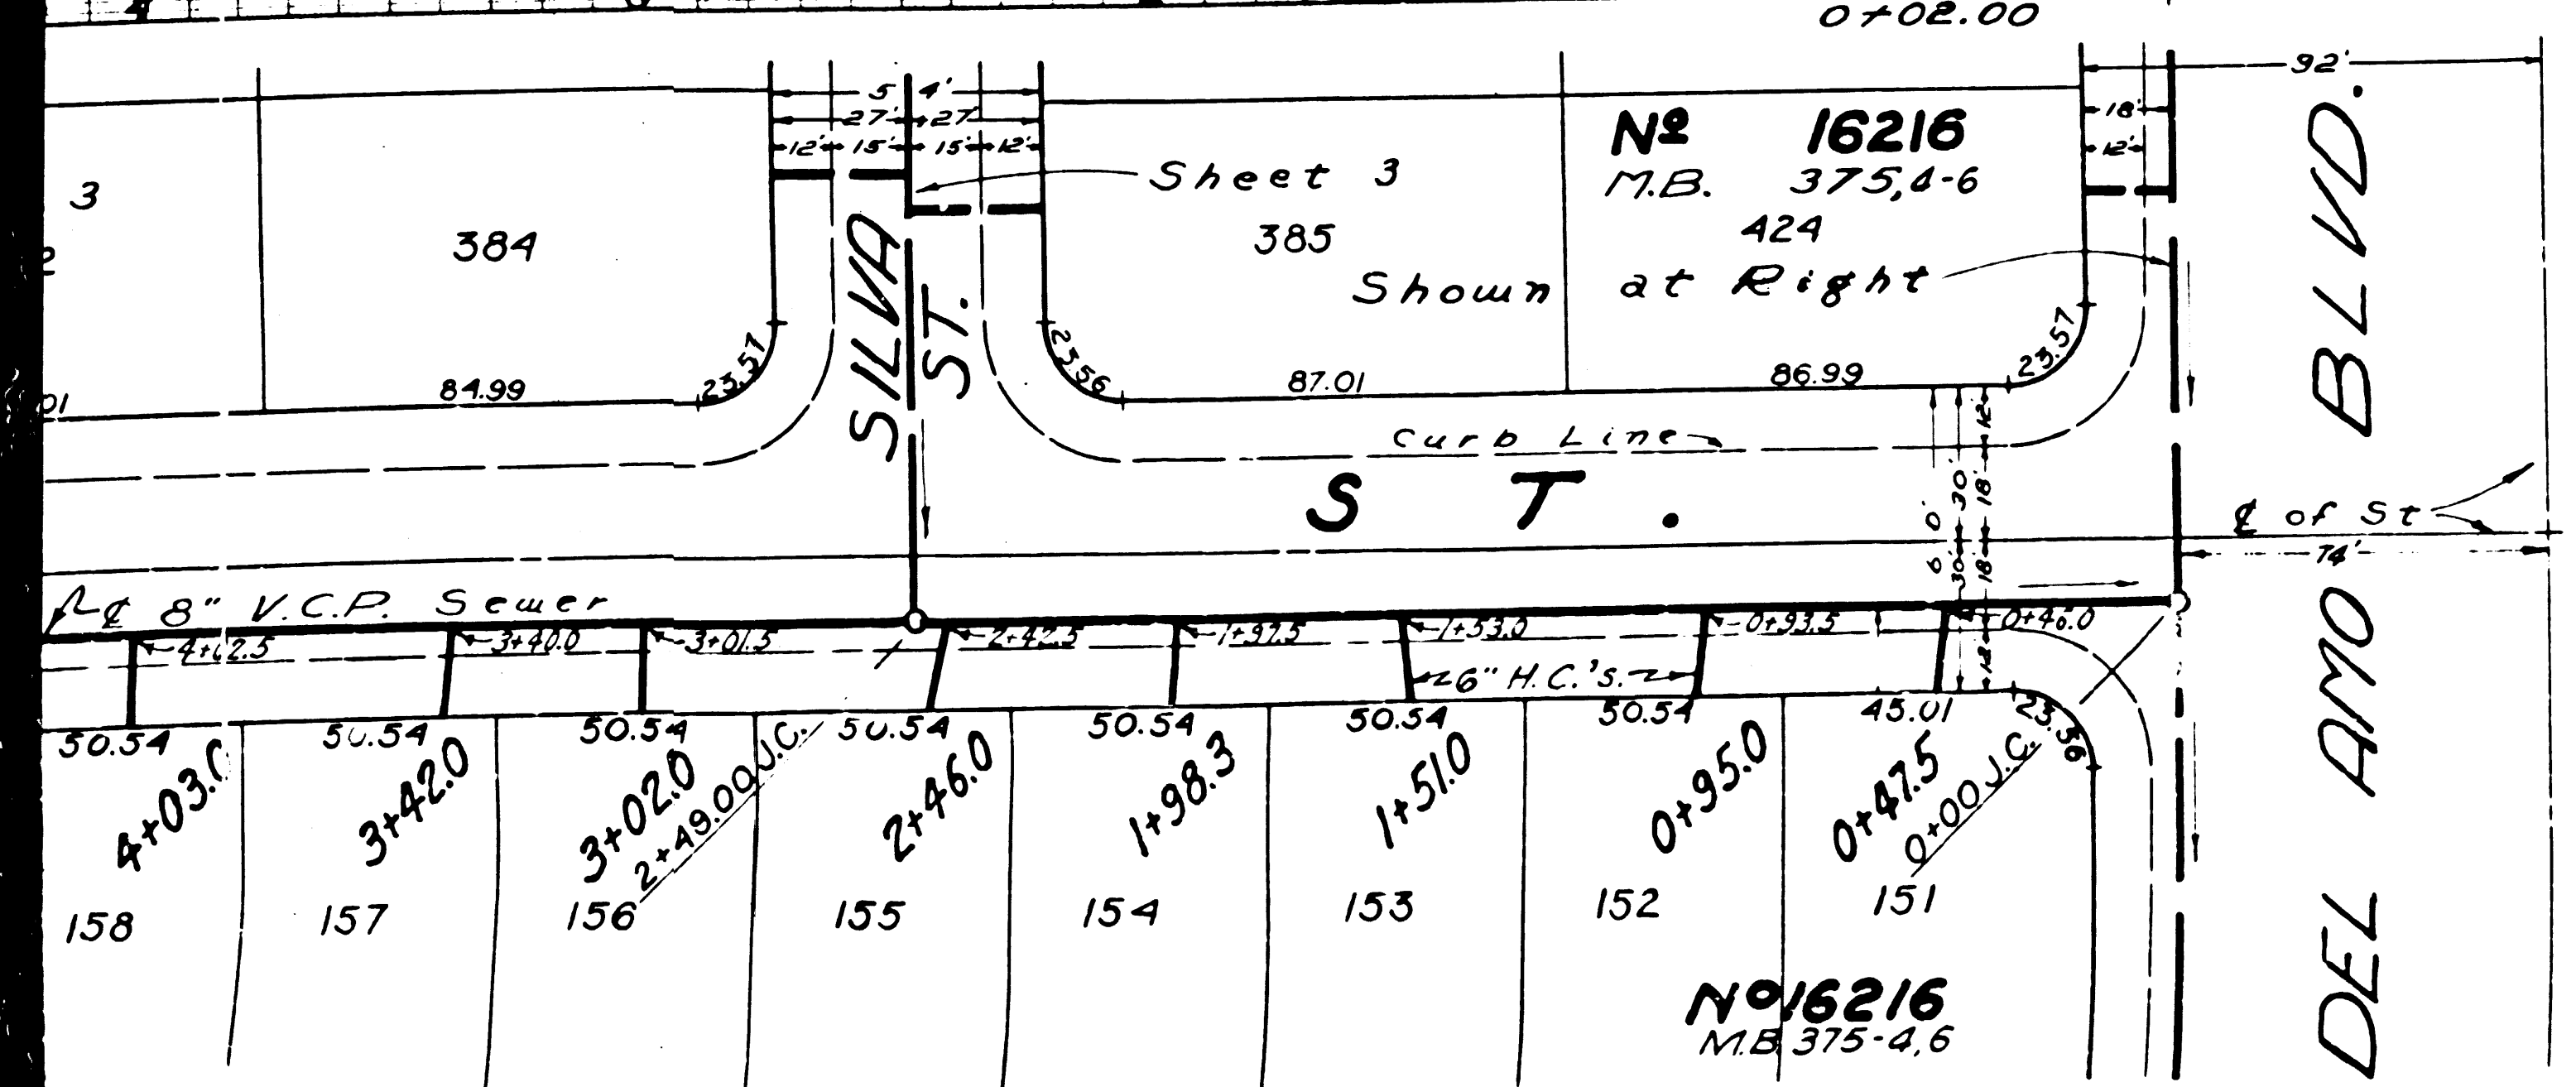 0+02.00
92'
5 4'
27' 27'
12' 15' 15' 12'
18'
12'
Nº 16216
M.B. 375,4-6
Sheet 3
3
384
385
424
Shown at Right
SILVA ST.
BLVD.
23.57
23.56
23.57
84.99
87.01
86.99
Curb Line
S T.
60'
30' 30'
12' 18' 18' 12'
℄ of St
74'
℄ 8" V.C.P. Sewer
3+40.0
3+01.5
2+42.5
1+97.5
1+53.0
0+93.5
0+46.0
6" H.C.'s.
50.54
50.54
50.54
50.54
50.54
50.54
50.54
45.01
23.56
4+03.0
3+42.0
3+02.0
2+49.00 J.C.
2+46.0
1+98.3
1+51.0
0+95.0
0+47.5
0+00 J.C.
158
157
156
155
154
153
152
151
DEL AMO
Nº 16216
M.B. 375-4,6